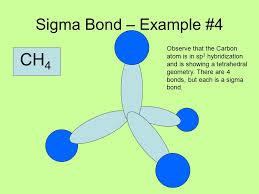 Sigma Bond – Example #4
CH4
Observe that the Carbon
atom is in sp3 hybridization
and is showing a tetrahedral
geometry. There are 4
bonds, but each is a sigma
bond.